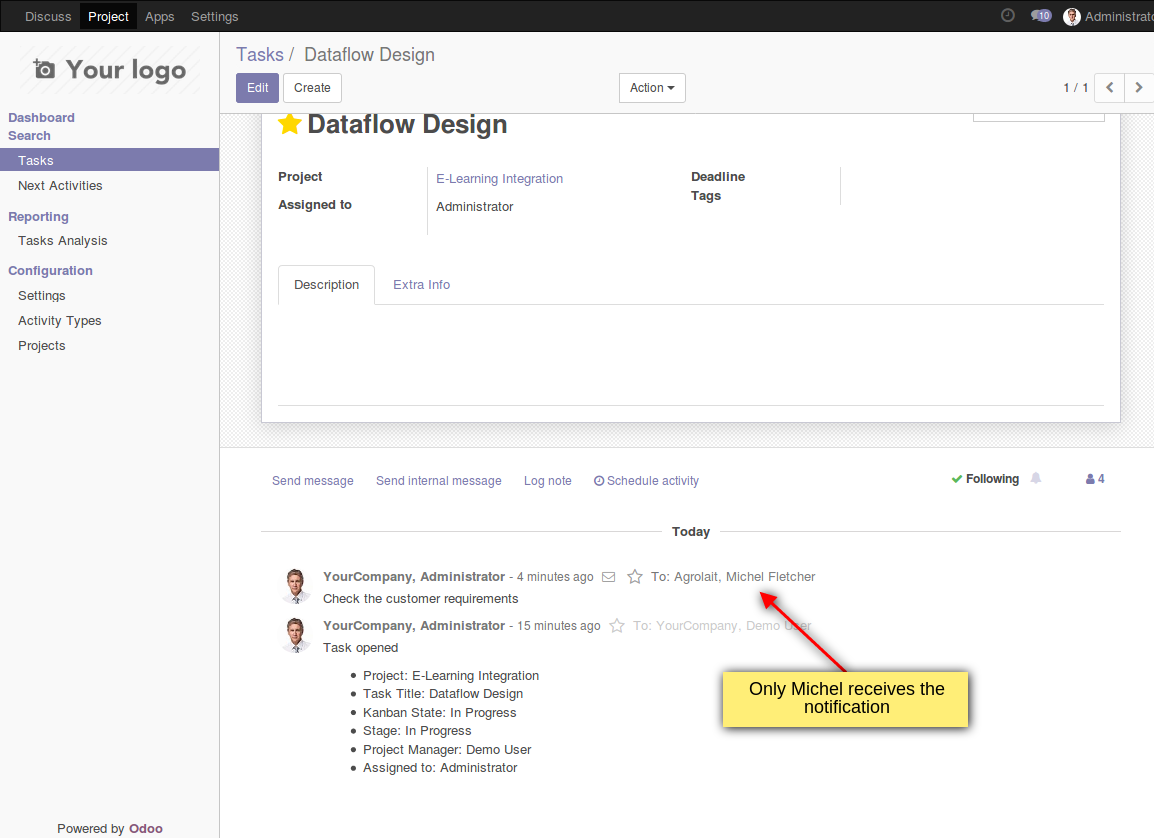 Discuss Project Apps Settings 10 Administrato
Your logo
Tasks / Dataflow Design
Edit Create Action 1 / 1
Dashboard
Search
Tasks
Next Activities
Reporting
Tasks Analysis
Configuration
Settings
Activity Types
Projects
Powered by Odoo
Dataflow Design
Project E-Learning Integration Deadline
Tags
Assigned to Administrator
Description Extra Info
Send message Send internal message Log note Schedule activity Following 4
Today
YourCompany, Administrator - 4 minutes ago To: Agrolait, Michel Fletcher
Check the customer requirements
YourCompany, Administrator - 15 minutes ago To: YourCompany, Demo User
Task opened
Project: E-Learning Integration
Task Title: Dataflow Design
Kanban State: In Progress
Stage: In Progress
Project Manager: Demo User
Assigned to: Administrator
Only Michel receives the
notification